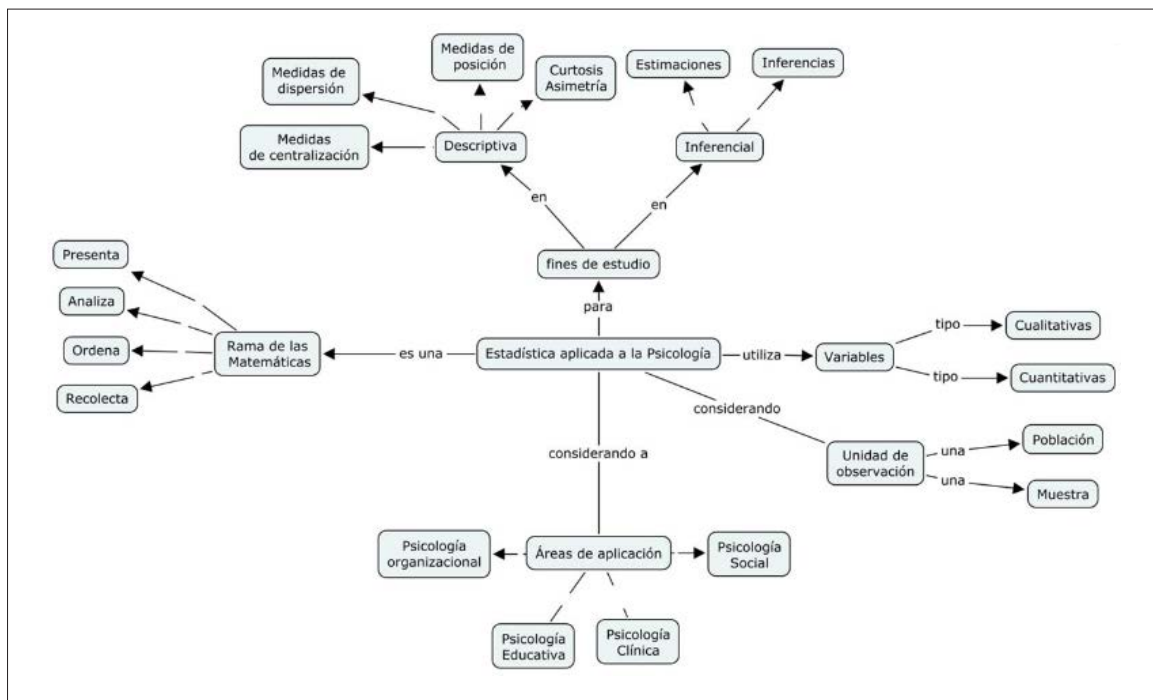 Medidas de
posición
Medidas de
dispersión
Curtosis
Asimetría
Estimaciones
Inferencias
Medidas
de centralización
Descriptiva
Inferencial
en
en
fines de estudio
para
Presenta
Analiza
Ordena
Recolecta
Rama de las
Matemáticas
es una
Estadística aplicada a la Psicología
utiliza
Variables
tipo
Cualitativas
tipo
Cuantitativas
considerando
Unidad de
observación
una
Población
una
Muestra
considerando a
Áreas de aplicación
Psicología
organizacional
Psicología
Social
Psicología
Educativa
Psicología
Clínica